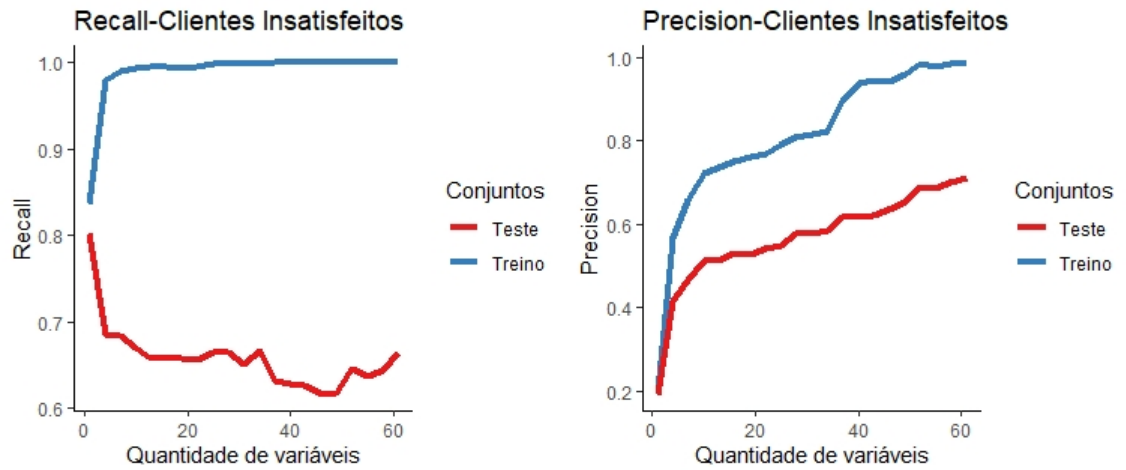 Recall-Clientes Insatisfeitos
1.0
0.9
0.8
0.7
0.6
Recall
0
20
40
60
Quantidade de variáveis
Conjuntos
Teste
Treino
Precision-Clientes Insatisfeitos
1.0
0.8
0.6
0.4
0.2
Precision
0
20
40
60
Quantidade de variáveis
Conjuntos
Teste
Treino